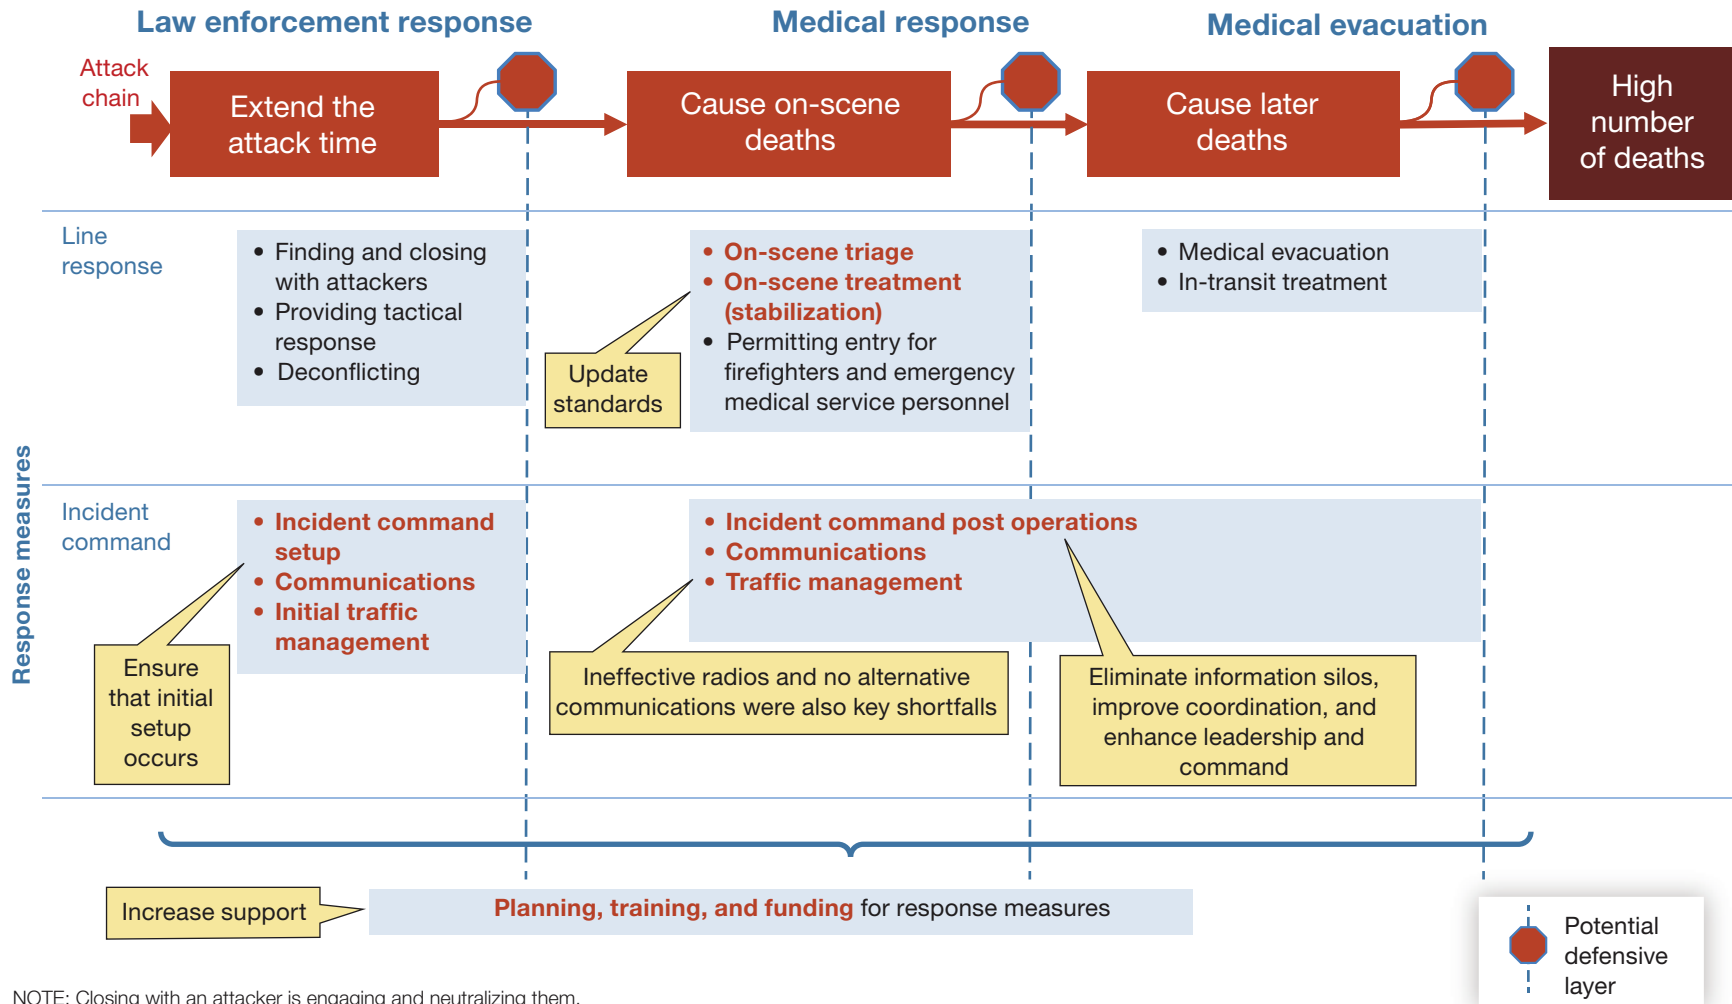 Law enforcement response
Medical response
Medical evacuation
Attack
chain
Extend the
attack time
Cause on-scene
deaths
Cause later
deaths
High
number
of deaths
Response measures
Line
response
• Finding and closing
with attackers
• Providing tactical
response
• Deconflicting
• On-scene triage
• On-scene treatment
(stabilization)
• Permitting entry for
firefighters and emergency
medical service personnel
Update
standards
• Medical evacuation
• In-transit treatment
Incident
command
• Incident command
setup
• Communications
• Initial traffic
management
Ensure
that initial
setup
occurs
• Incident command post operations
• Communications
• Traffic management
Ineffective radios and no alternative
communications were also key shortfalls
Eliminate information silos,
improve coordination, and
enhance leadership and
command
Increase support
Planning, training, and funding for response measures
Potential
defensive
layer
NOTE: Closing with an attacker is engaging and neutralizing them.